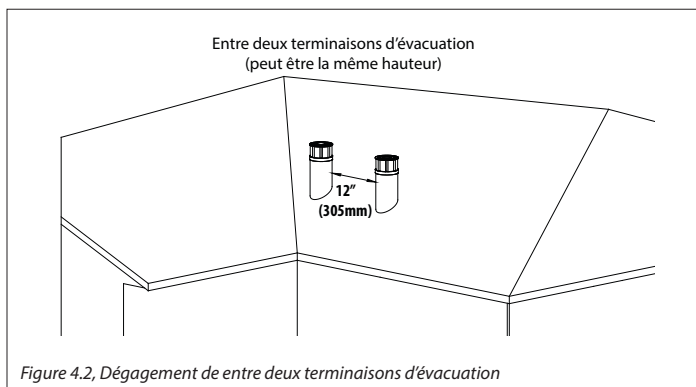 Entre deux terminaisons d'évacuation
(peut être la même hauteur)
12"
(305mm)
Figure 4.2, Dégagement de entre deux terminaisons d'évacuation